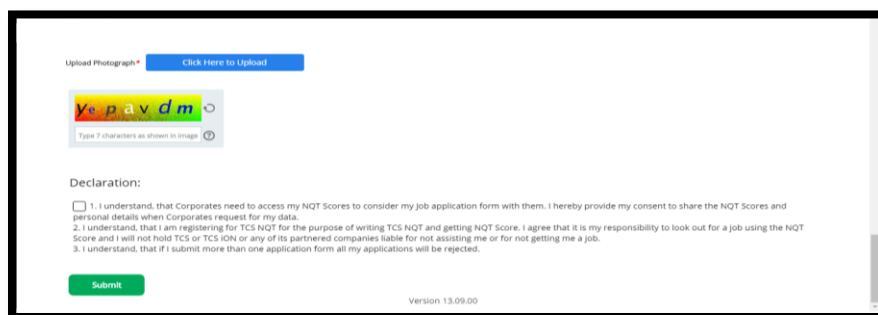 Upload Photograph* Click Here to Upload
Ye p a v d m
Type 7 characters as shown in image ?
Declaration:
1. I understand, that Corporates need to access my NQT Scores to consider my job application form with them. I hereby provide my consent to share the NQT Scores and
personal details when Corporates request for my data.
2. I understand, that I am registering for TCS NQT for the purpose of writing TCS NQT and getting NQT Score. I agree that it is my responsibility to look out for a job using the NQT
Score and I will not hold TCS or TCS iON or any of its partnered companies liable for not assisting me or for not getting me a job.
3. I understand, that if I submit more than one application form all my applications will be rejected.
Submit
Version 13.09.00